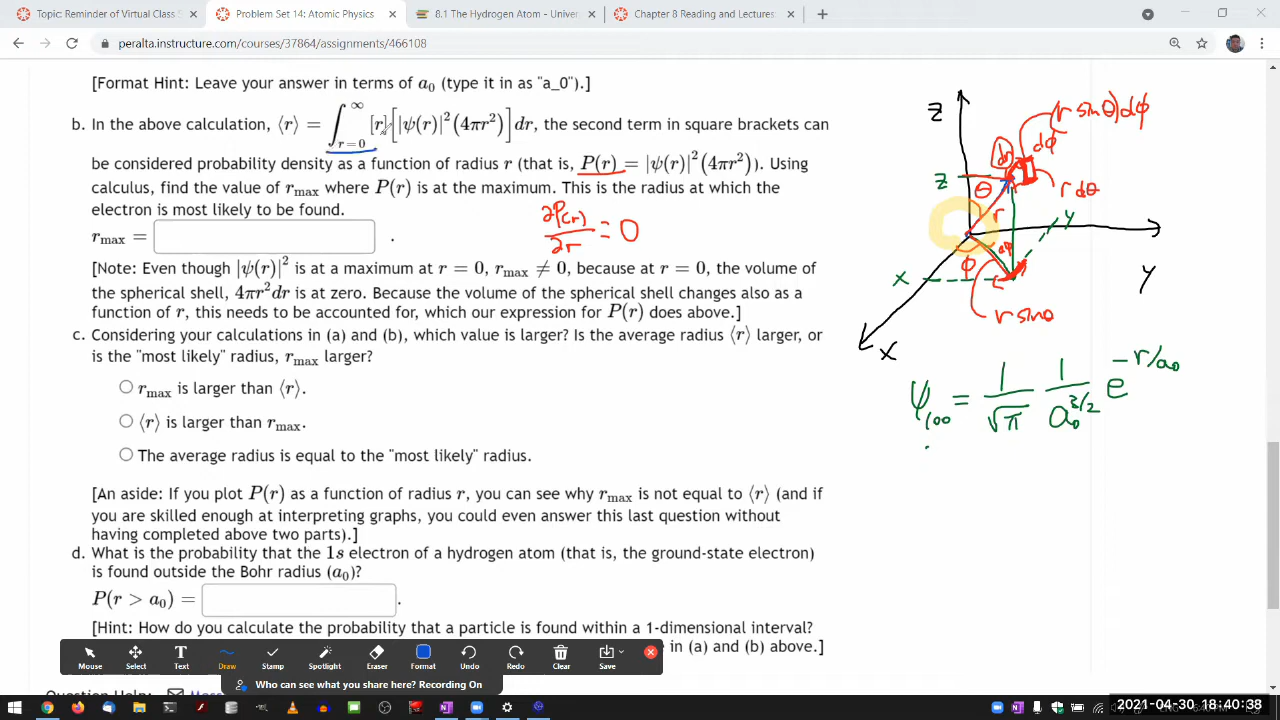 Reminder of Virtual Class S
Problem Set 14: Atomic Physics
8.1 The Hydrogen Atom - Univer
Chapter 8 Reading and Lectures:
peralta.instructure.com/courses/37864/assignments/466108
[Format Hint: Leave your answer in terms of a₀ (type it in as "a_0").]
b. In the above calculation, ⟨r⟩ = ∫_{r=0}^{∞} [r] [|ψ(r)|² (4πr²)] dr, the second term in square brackets can
be considered probability density as a function of radius r (that is, P(r) = |ψ(r)|² (4πr²)). Using
calculus, find the value of r_max where P(r) is at the maximum. This is the radius at which the
electron is most likely to be found.
∂P(r)/∂r = 0
r_max = .
[Note: Even though |ψ(r)|² is at a maximum at r = 0, r_max ≠ 0, because at r = 0, the volume of
the spherical shell, 4πr²dr is at zero. Because the volume of the spherical shell changes also as a
function of r, this needs to be accounted for, which our expression for P(r) does above.]
c. Considering your calculations in (a) and (b), which value is larger? Is the average radius ⟨r⟩ larger, or
is the "most likely" radius, r_max larger?
r_max is larger than ⟨r⟩.
⟨r⟩ is larger than r_max.
The average radius is equal to the "most likely" radius.
[An aside: If you plot P(r) as a function of radius r, you can see why r_max is not equal to ⟨r⟩ (and if
you are skilled enough at interpreting graphs, you could even answer this last question without
having completed above two parts).]
d. What is the probability that the 1s electron of a hydrogen atom (that is, the ground-state electron)
is found outside the Bohr radius (a₀)?
P(r > a₀) = .
[Hint: How do you calculate the probability that a particle is found within a 1-dimensional interval?
e in (a) and (b) above.]
z
r sinθ)dϕ
dr
dϕ
z
θ
r dθ
r
y
dϕ
ϕ
x
y
r sinθ
x
ψ₁₀₀ = 1/√π 1/a₀^{3/2} e^{-r/a₀}
Mouse
Select
Text
Draw
Stamp
Spotlight
Eraser
Format
Undo
Redo
Clear
Save
Who can see what you share here? Recording On
2021-04-30 18:40:38